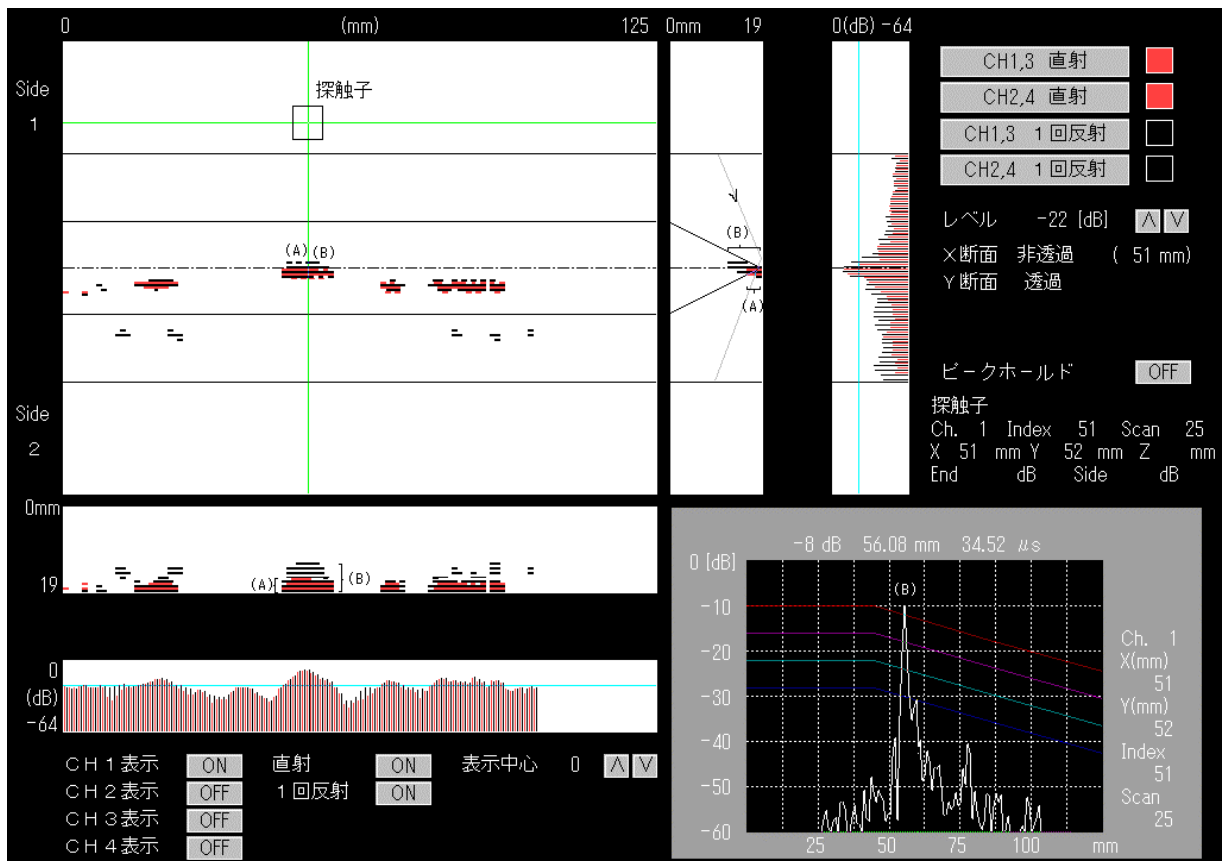 0 (mm) 125 0mm 19 0(dB) -64
Side
1
探触子
CH1,3 直射
CH2,4 直射
CH1,3 1回反射
CH2,4 1回反射
レベル -22 [dB] ∧ ∨
X断面 非透過 ( 51 mm)
Y断面 透過
(A) (B)
(B)
(A)
ピークホールド OFF
探触子
Ch. 1 Index 51 Scan 25
X 51 mm Y 52 mm Z mm
End dB Side dB
Side
2
0mm
19
(A) (B)
0
(dB)
-64
CH1表示 ON 直射 ON 表示中心 0 ∧ ∨
CH2表示 OFF 1回反射 ON
CH3表示 OFF
CH4表示 OFF
-8 dB 56.08 mm 34.52 μs
0 [dB]
(B)
-10
-20
-30
-40
-50
-60
25 50 75 100 mm
Ch. 1
X(mm)
51
Y(mm)
52
Index
51
Scan
25